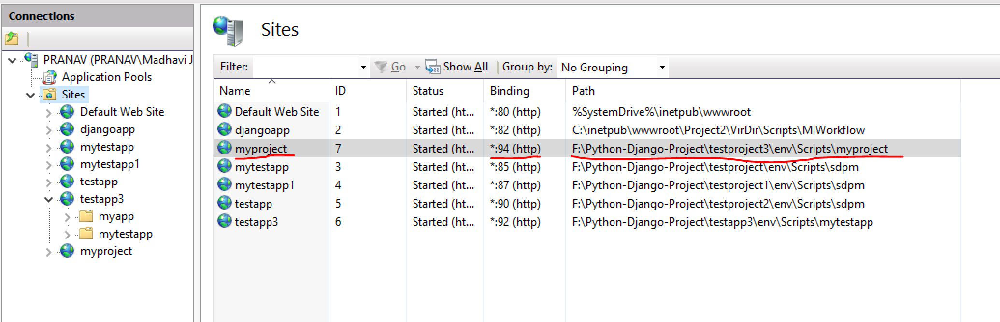 Connections
PRANAV (PRANAV\Madhavi J
Application Pools
Sites
Default Web Site
djangoapp
mytestapp
mytestapp1
testapp
testapp3
myapp
mytestapp
myproject
Sites
Filter: Go Show All Group by: No Grouping
Name ID Status Binding Path
Default Web Site 1 Started (ht... *:80 (http) %SystemDrive%\inetpub\wwwroot
djangoapp 2 Started (ht... *:82 (http) C:\inetpub\wwwroot\Project2\VirDir\Scripts\MIWorkflow
myproject 7 Started (ht... *:94 (http) F:\Python-Django-Project\testproject3\env\Scripts\myproject
mytestapp 3 Started (ht... *:85 (http) F:\Python-Django-Project\testproject\env\Scripts\sdpm
mytestapp1 4 Started (ht... *:87 (http) F:\Python-Django-Project\testproject1\env\Scripts\sdpm
testapp 5 Started (ht... *:90 (http) F:\Python-Django-Project\testproject2\env\Scripts\sdpm
testapp3 6 Started (ht... *:92 (http) F:\Python-Django-Project\testapp3\env\Scripts\mytestapp